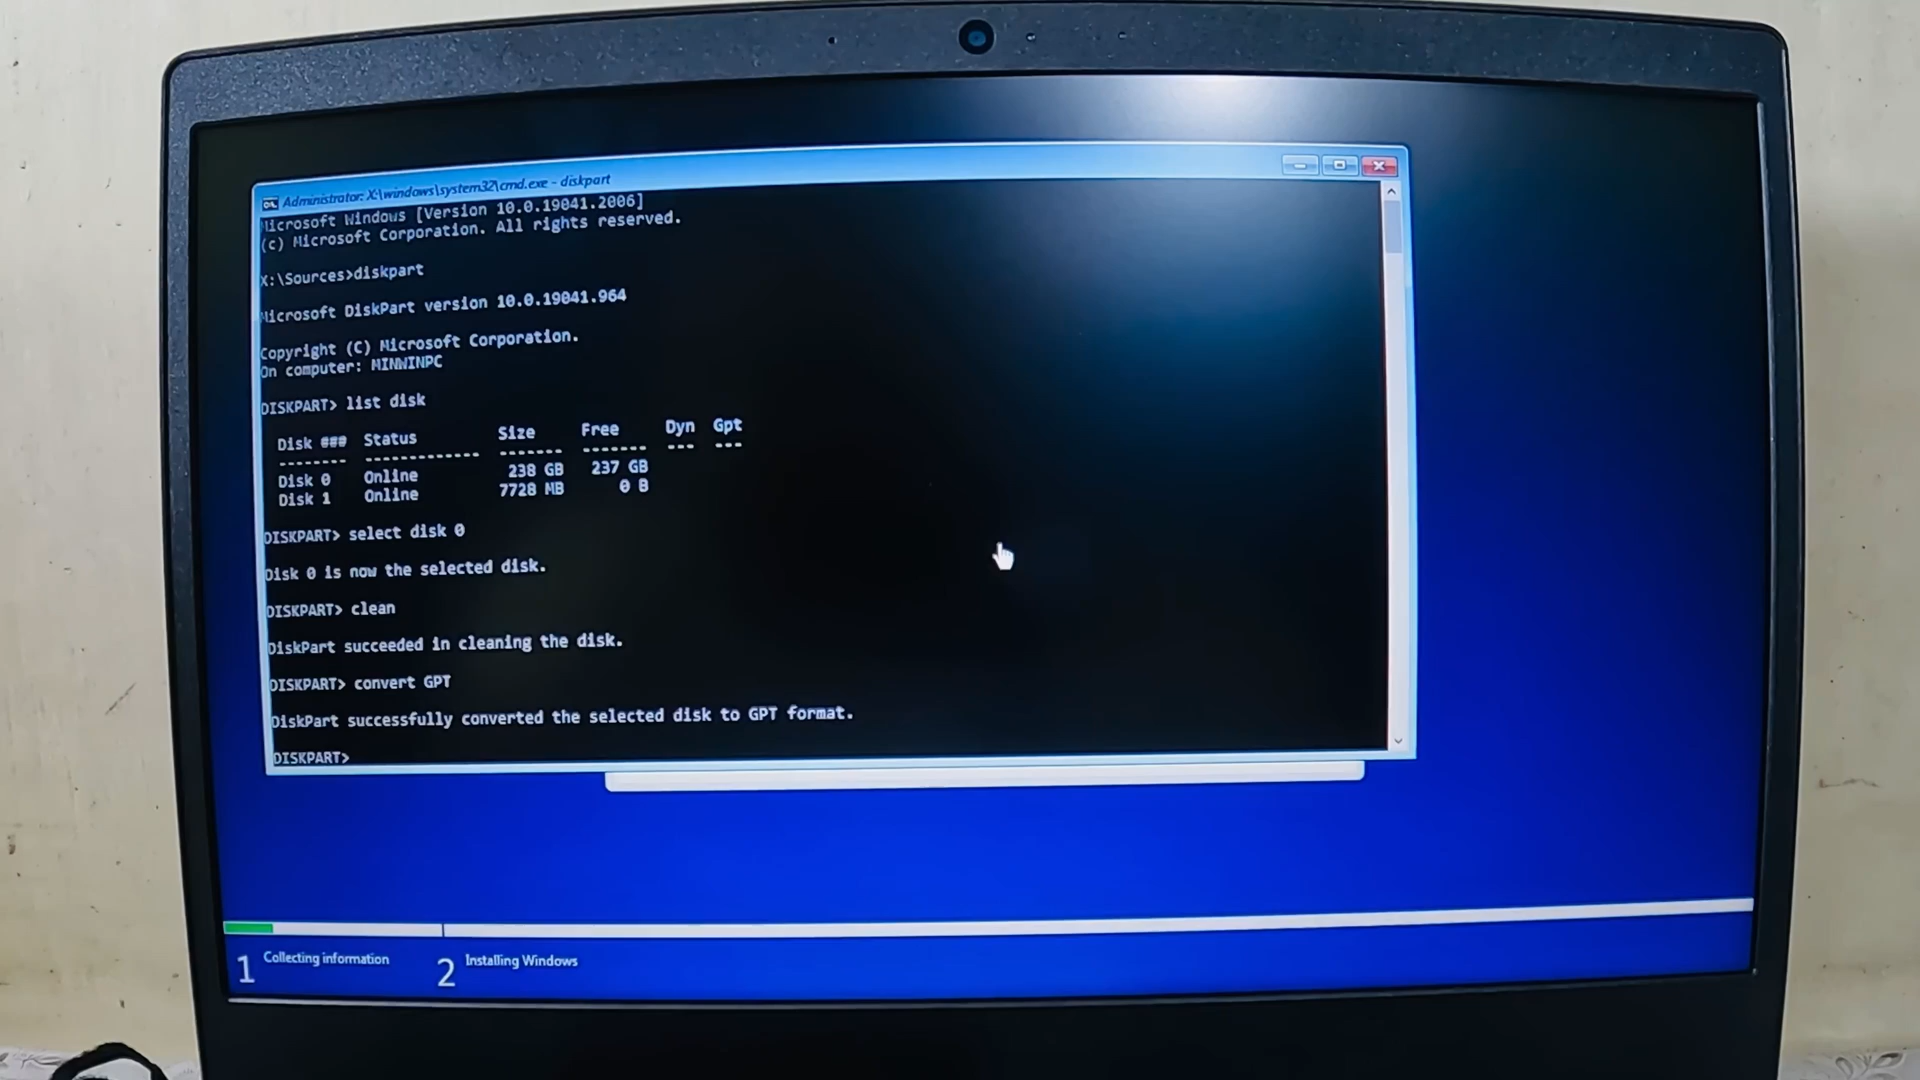 Administrator: X:\windows\system32\cmd.exe - diskpart
Microsoft Windows [Version 10.0.19041.2006]
(c) Microsoft Corporation. All rights reserved.
X:\Sources>diskpart
Microsoft DiskPart version 10.0.19041.964
Copyright (C) Microsoft Corporation.
On computer: MININPC
DISKPART> list disk
Disk ### Status Size Free Dyn Gpt
-------- ------------- ------- ------- --- ---
Disk 0 Online 238 GB 237 GB
Disk 1 Online 7728 MB 0 B
DISKPART> select disk 0
Disk 0 is now the selected disk.
DISKPART> clean
DiskPart succeeded in cleaning the disk.
DISKPART> convert GPT
DiskPart successfully converted the selected disk to GPT format.
DISKPART>
1 Collecting information 2 Installing Windows